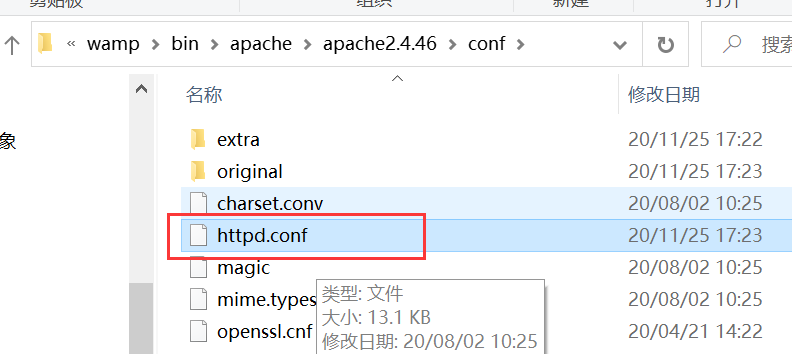 剪贴板 组织 新建 打开
« wamp › bin › apache › apache2.4.46 › conf › 搜索
名称 修改日期
象
extra 20/11/25 17:22
original 20/11/25 17:23
charset.conv 20/08/02 10:25
httpd.conf 20/11/25 17:23
magic 20/08/02 10:25
mime.types 20/08/02 10:25
openssl.cnf 20/04/21 14:22
类型: 文件
大小: 13.1 KB
修改日期: 20/08/02 10:25